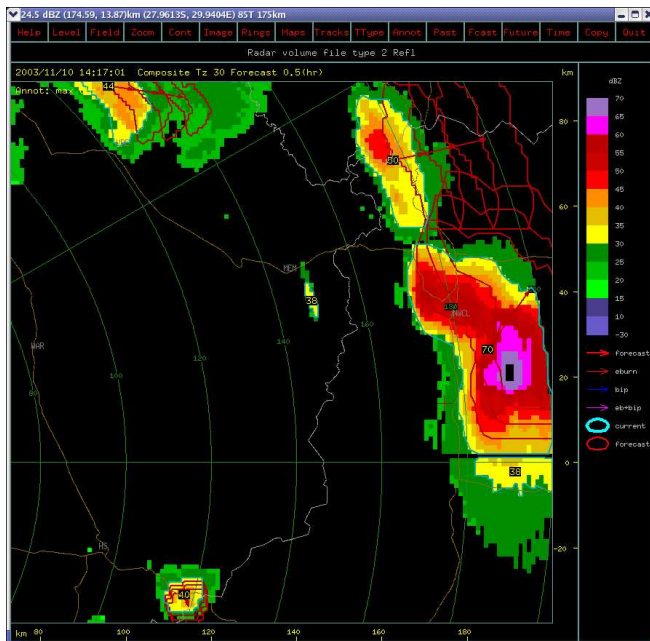 24.5 dBZ (174.59, 13.87)km (27.9613S, 29.9404E) 85T 175km
Help Level Field Zoom Cont Image Rings Maps Tracks TType Annot Past Fcast Future Time Copy Quit
Radar volume file type 2 Refl
2003/11/10 14:17:01 Composite Tz 30 Forecast 0.5(hr) km
Annot: max
44
dBZ
70
65
60
55
50
45
40
35
30
25
20
15
10
-30
80
50
60
MEM
40
38
180
NWCL
160
70
140
WAR
120
100
80
20
forecast
eburn
bip
eb+bip
current
forecast
0
38
HS
-20
40
km 80 100 120 140 160 180